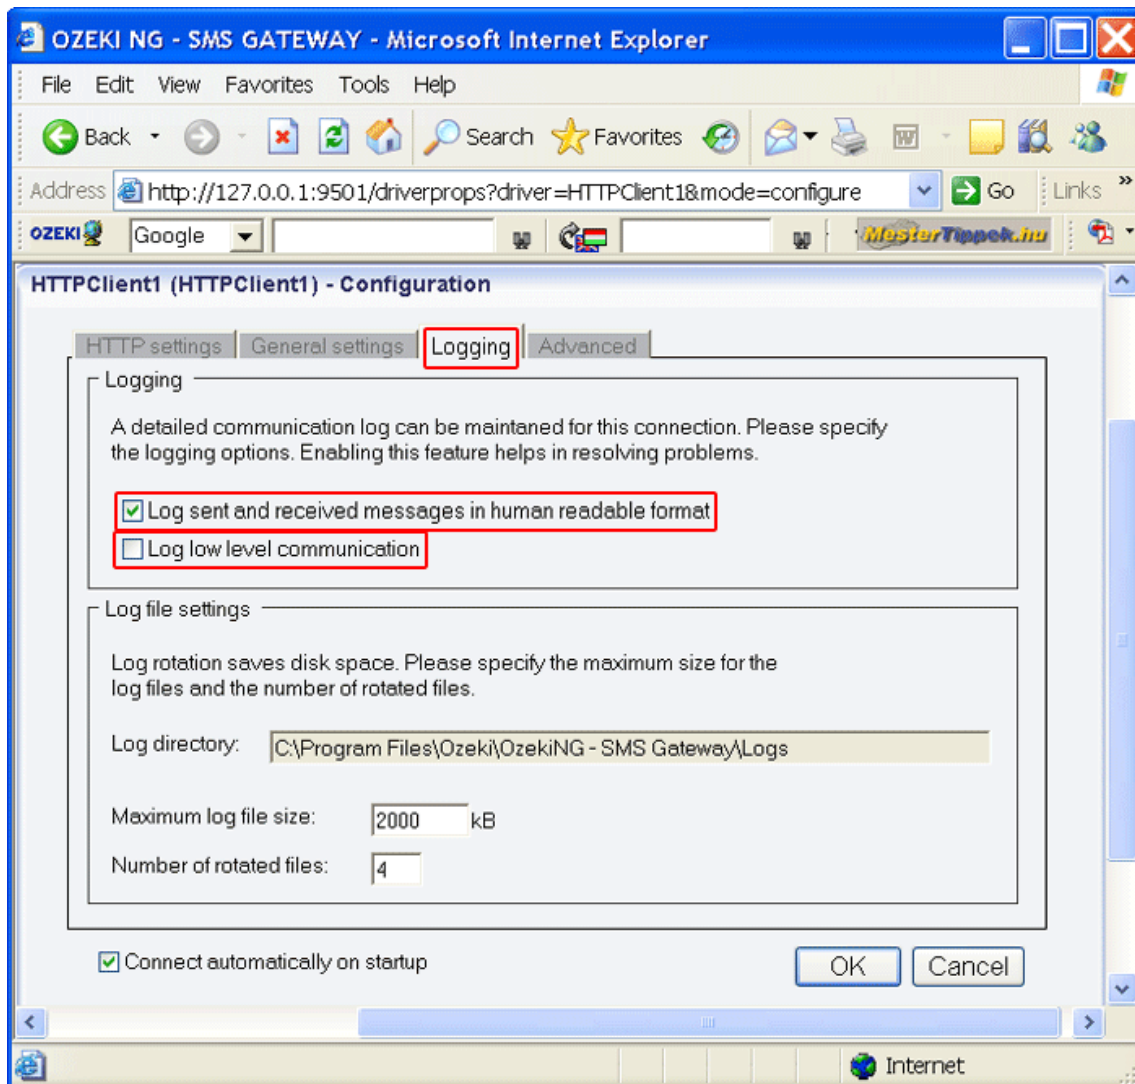 OZEKI NG - SMS GATEWAY - Microsoft Internet Explorer
File Edit View Favorites Tools Help
Back Search Favorites
Address http://127.0.0.1:9501/driverprops?driver=HTTPClient1&mode=configure Go Links »
OZEKI Google MesterTippek.hu
HTTPClient1 (HTTPClient1) - Configuration
HTTP settings General settings Logging Advanced
Logging
A detailed communication log can be maintaned for this connection. Please specify
the logging options. Enabling this feature helps in resolving problems.
Log sent and received messages in human readable format
Log low level communication
Log file settings
Log rotation saves disk space. Please specify the maximum size for the
log files and the number of rotated files.
Log directory: C:\Program Files\Ozeki\OzekiNG - SMS Gateway\Logs
Maximum log file size: 2000 kB
Number of rotated files: 4
Connect automatically on startup OK Cancel
Internet